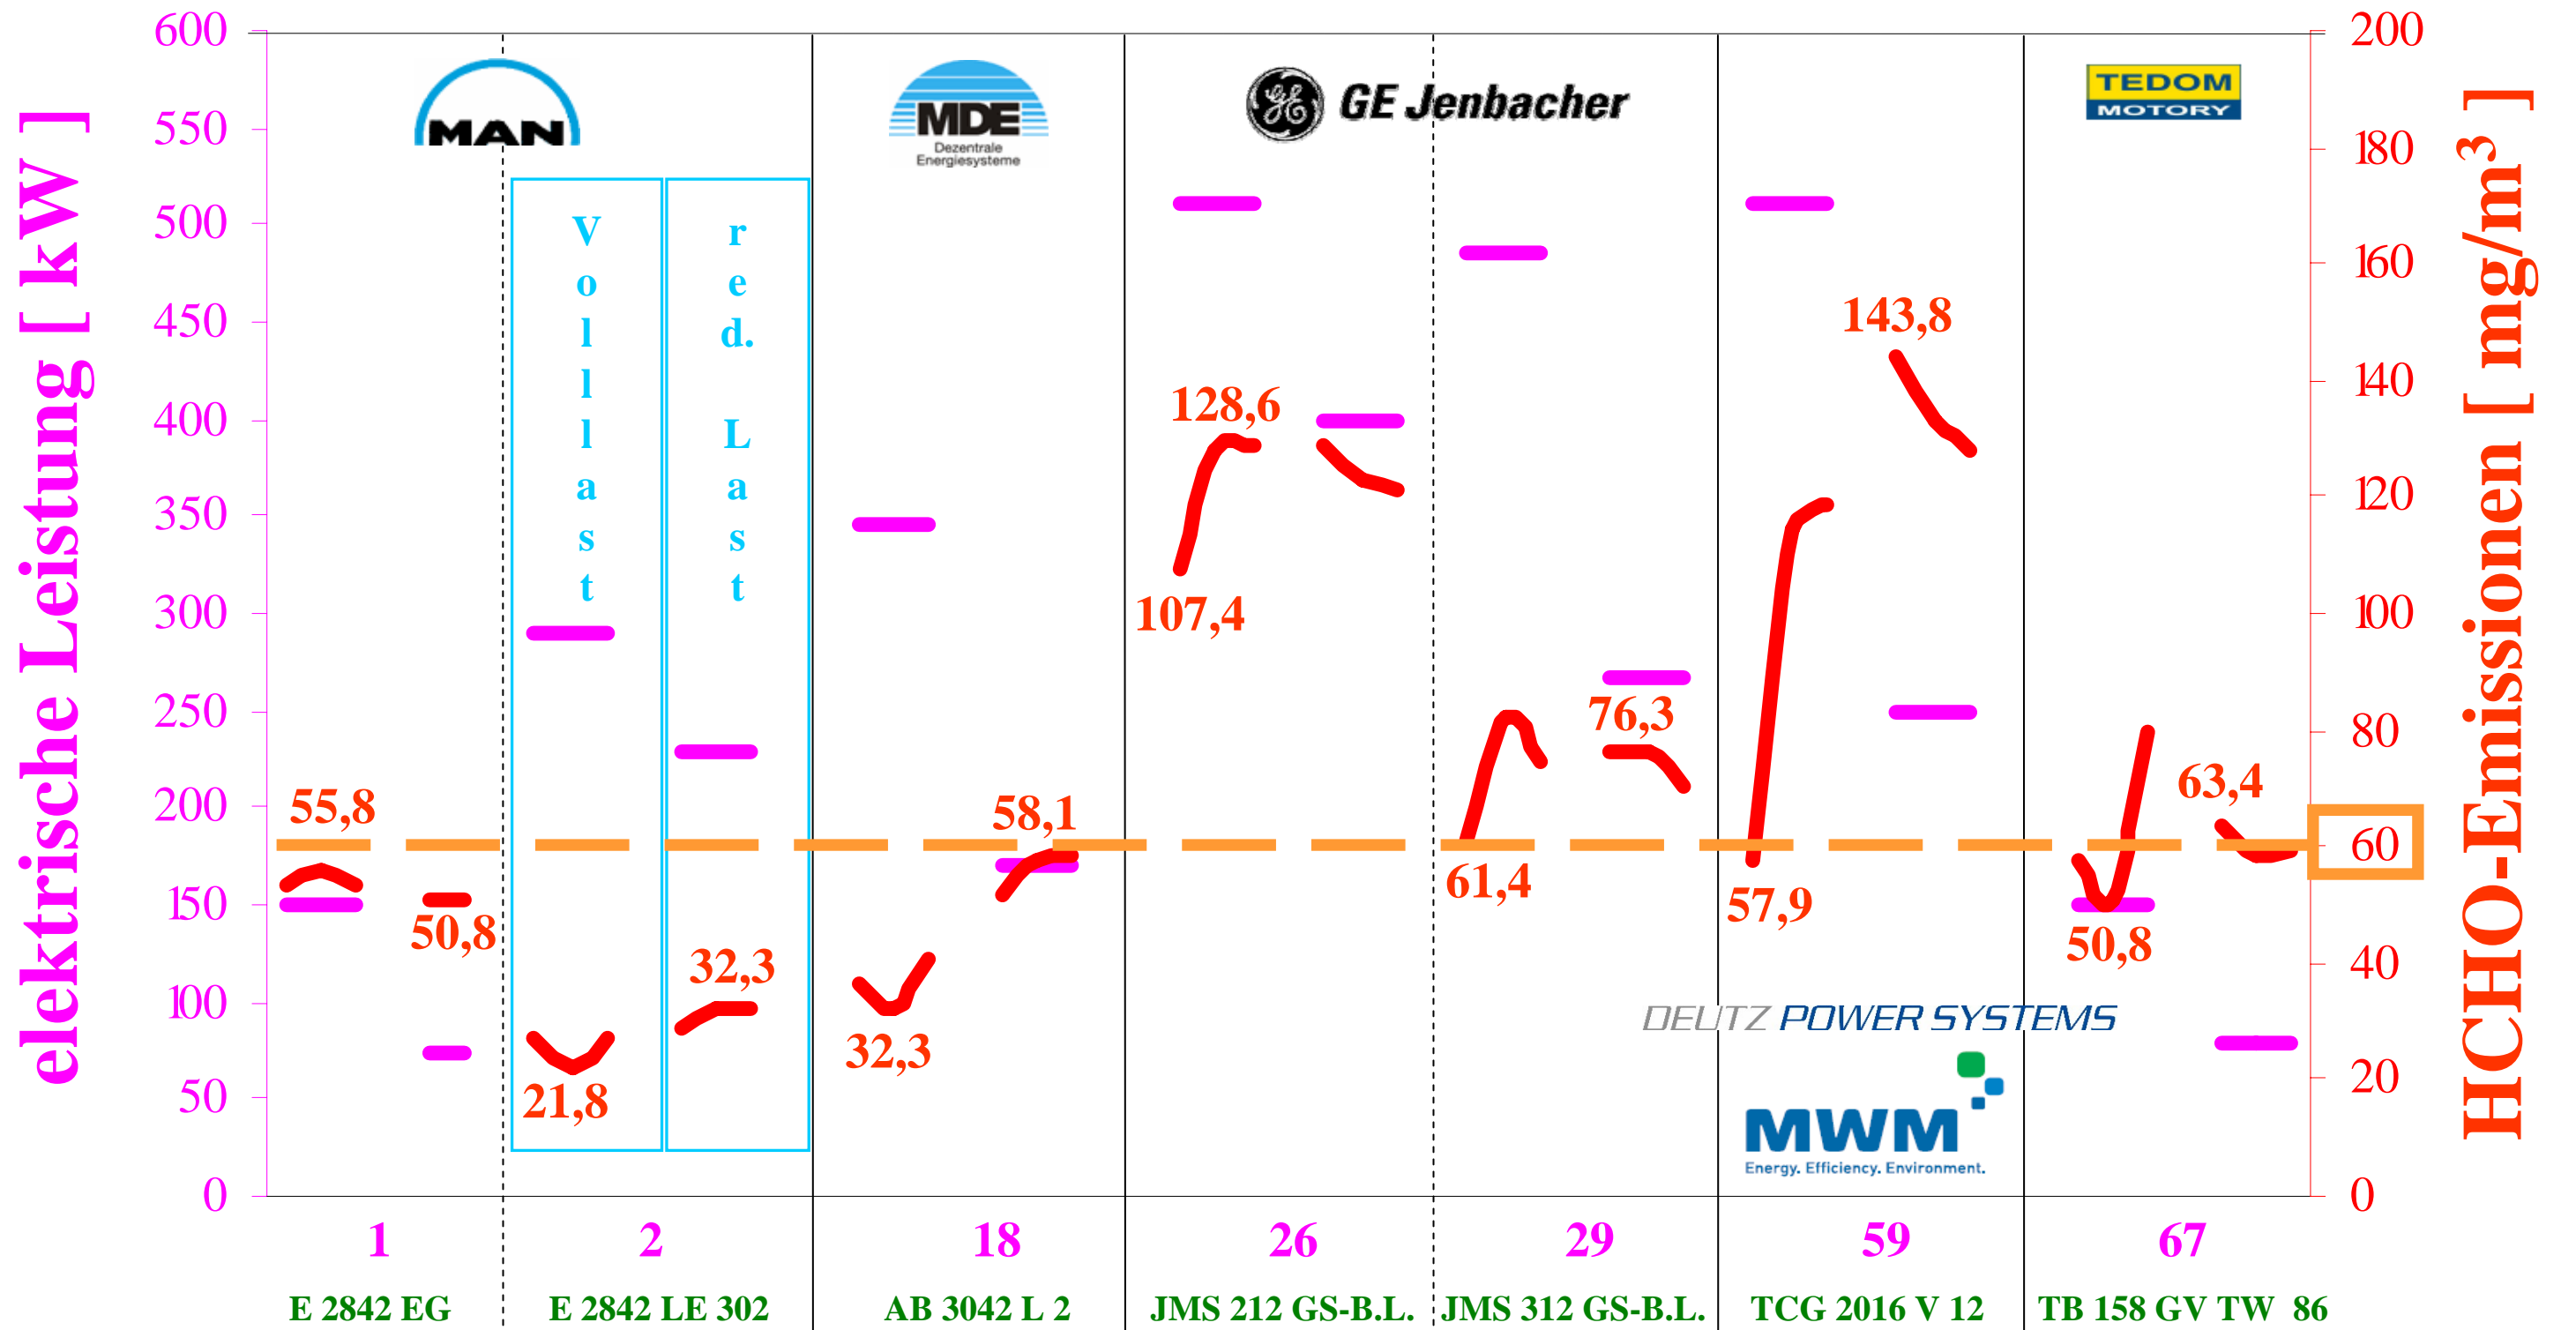 elektrische Leistung [ kW ]
600
550
500
450
400
350
300
250
200
150
100
50
0
MAN
MDE
Dezentrale
Energiesysteme
GE Jenbacher
TEDOM
MOTORY
Volllast
red. Last
55,8
50,8
21,8
32,3
32,3
58,1
128,6
107,4
61,4
76,3
143,8
57,9
50,8
63,4
DEUTZ POWER SYSTEMS
MWM
Energy. Efficiency. Environment.
200
180
160
140
120
100
80
60
40
20
0
HCHO-Emissionen [ mg/m³ ]
1 2 18 26 29 59 67
E 2842 EG E 2842 LE 302 AB 3042 L 2 JMS 212 GS-B.L. JMS 312 GS-B.L. TCG 2016 V 12 TB 158 GV TW 86